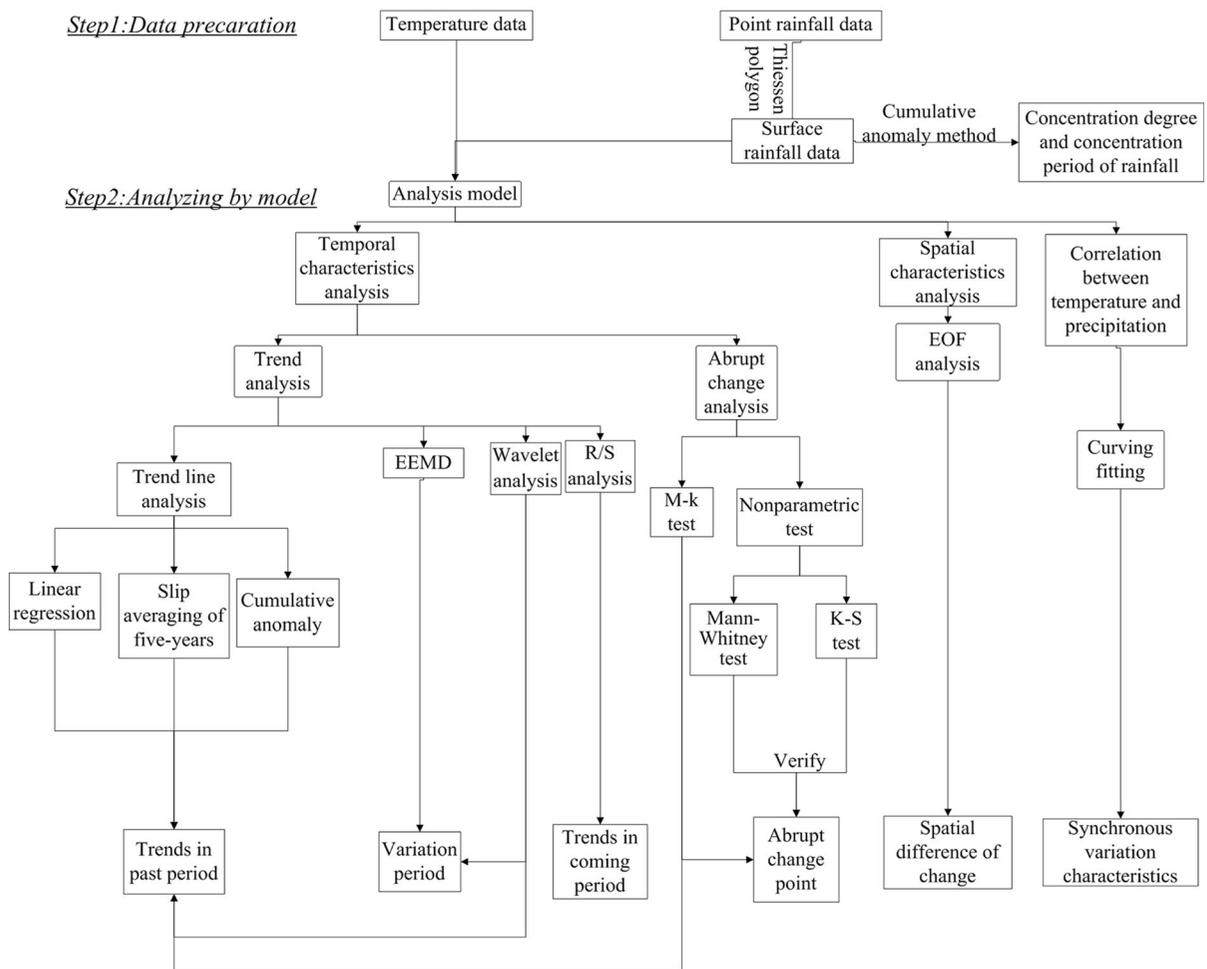 Step1:Data precaration
Temperature data
Point rainfall data
Thiessen
polygon
Surface
rainfall data
Cumulative
anomaly method
Concentration degree
and concentration
period of rainfall
Step2:Analyzing by model
Analysis model
Temporal
characteristics
analysis
Spatial
characteristics
analysis
Correlation
between
temperature and
precipitation
Trend
analysis
Abrupt
change
analysis
EOF
analysis
Trend line
analysis
EEMD
Wavelet
analysis
R/S
analysis
M-k
test
Nonparametric
test
Curving
fitting
Linear
regression
Slip
averaging of
five-years
Cumulative
anomaly
Mann-
Whitney
test
K-S
test
Verify
Trends in
past period
Variation
period
Trends in
coming
period
Abrupt
change
point
Spatial
difference of
change
Synchronous
variation
characteristics